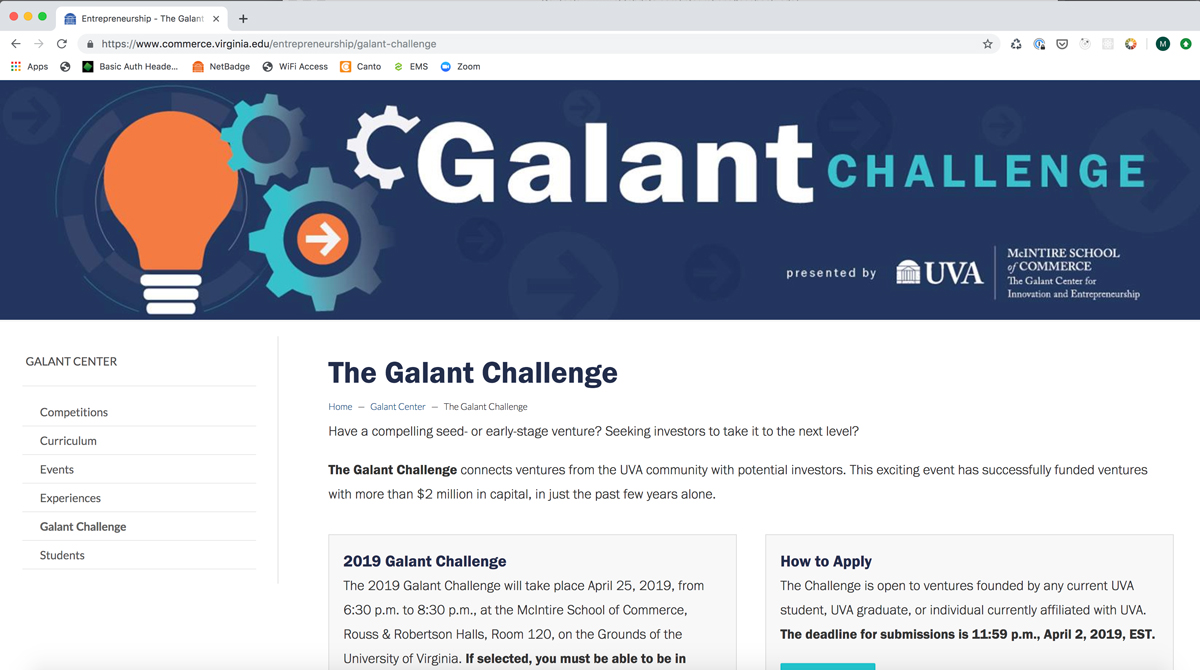 Entrepreneurship - The Galant
https://www.commerce.virginia.edu/entrepreneurship/galant-challenge
M
Apps
Basic Auth Heade...
NetBadge
WiFi Access
Canto
EMS
Zoom
Galant CHALLENGE
presented by
UVA
McINTIRE SCHOOL
of COMMERCE
The Galant Center for
Innovation and Entrepreneurship
GALANT CENTER
Competitions
Curriculum
Events
Experiences
Galant Challenge
Students
The Galant Challenge
Home — Galant Center — The Galant Challenge
Have a compelling seed- or early-stage venture? Seeking investors to take it to the next level?
The Galant Challenge connects ventures from the UVA community with potential investors. This exciting event has successfully funded ventures
with more than $2 million in capital, in just the past few years alone.
2019 Galant Challenge
The 2019 Galant Challenge will take place April 25, 2019, from
6:30 p.m. to 8:30 p.m., at the McIntire School of Commerce,
Rouss & Robertson Halls, Room 120, on the Grounds of the
University of Virginia. If selected, you must be able to be in
How to Apply
The Challenge is open to ventures founded by any current UVA
student, UVA graduate, or individual currently affiliated with UVA.
The deadline for submissions is 11:59 p.m., April 2, 2019, EST.